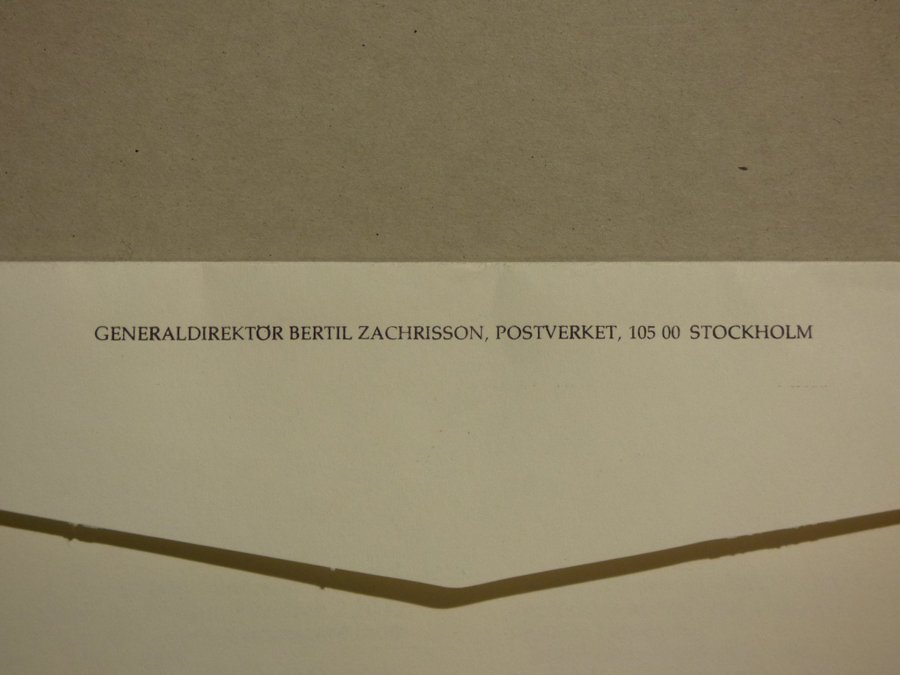 GENERALDIREKTÖR BERTIL ZACHRISSON, POSTVERKET, 105 00 STOCKHOLM